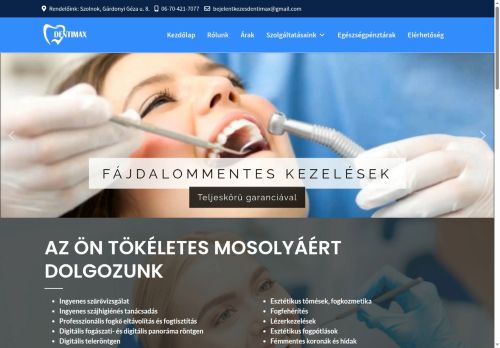 Rendelőink: Szolnok, Gárdonyi Géza u. 8. 06-70-421-7077 bejelentkezesdentimax@gmail.com
DENTIMAX
Kezdőlap Rólunk Árak Szolgáltatásaink Egészségpénztárak Elérhetőség
FÁJDALOMMENTES KEZELÉSEK
Teljeskörű garanciával
AZ ÖN TÖKÉLETES MOSOLYÁÉRT
DOLGOZUNK
Ingyenes szűrővizsgálat
Ingyenes szájhigiénés tanácsadás
Professzionális fogkő eltávolítás és fogtisztítás
Digitális fogászati- és digitális panoráma röntgen
Digitális teleröntgen
Esztétikus tömések, fogkozmetika
Fogfehérítés
Lézerkezelések
Esztétikus fogpótlások
Fémmentes koronák és hidak